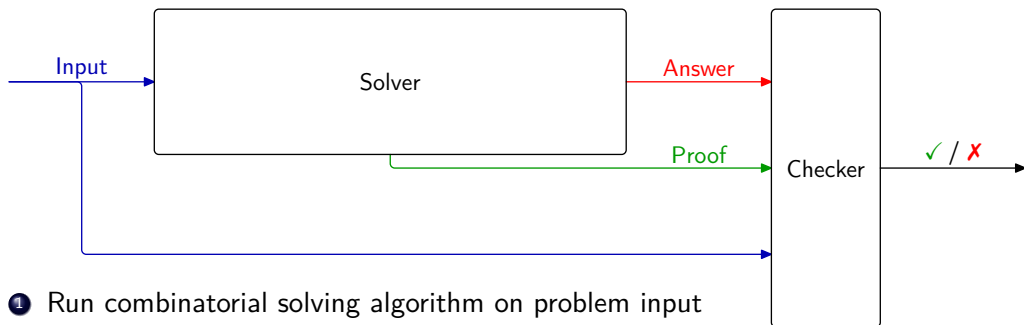 Input
Solver
Answer
Proof
Checker
✓ / ✗
1 Run combinatorial solving algorithm on problem input